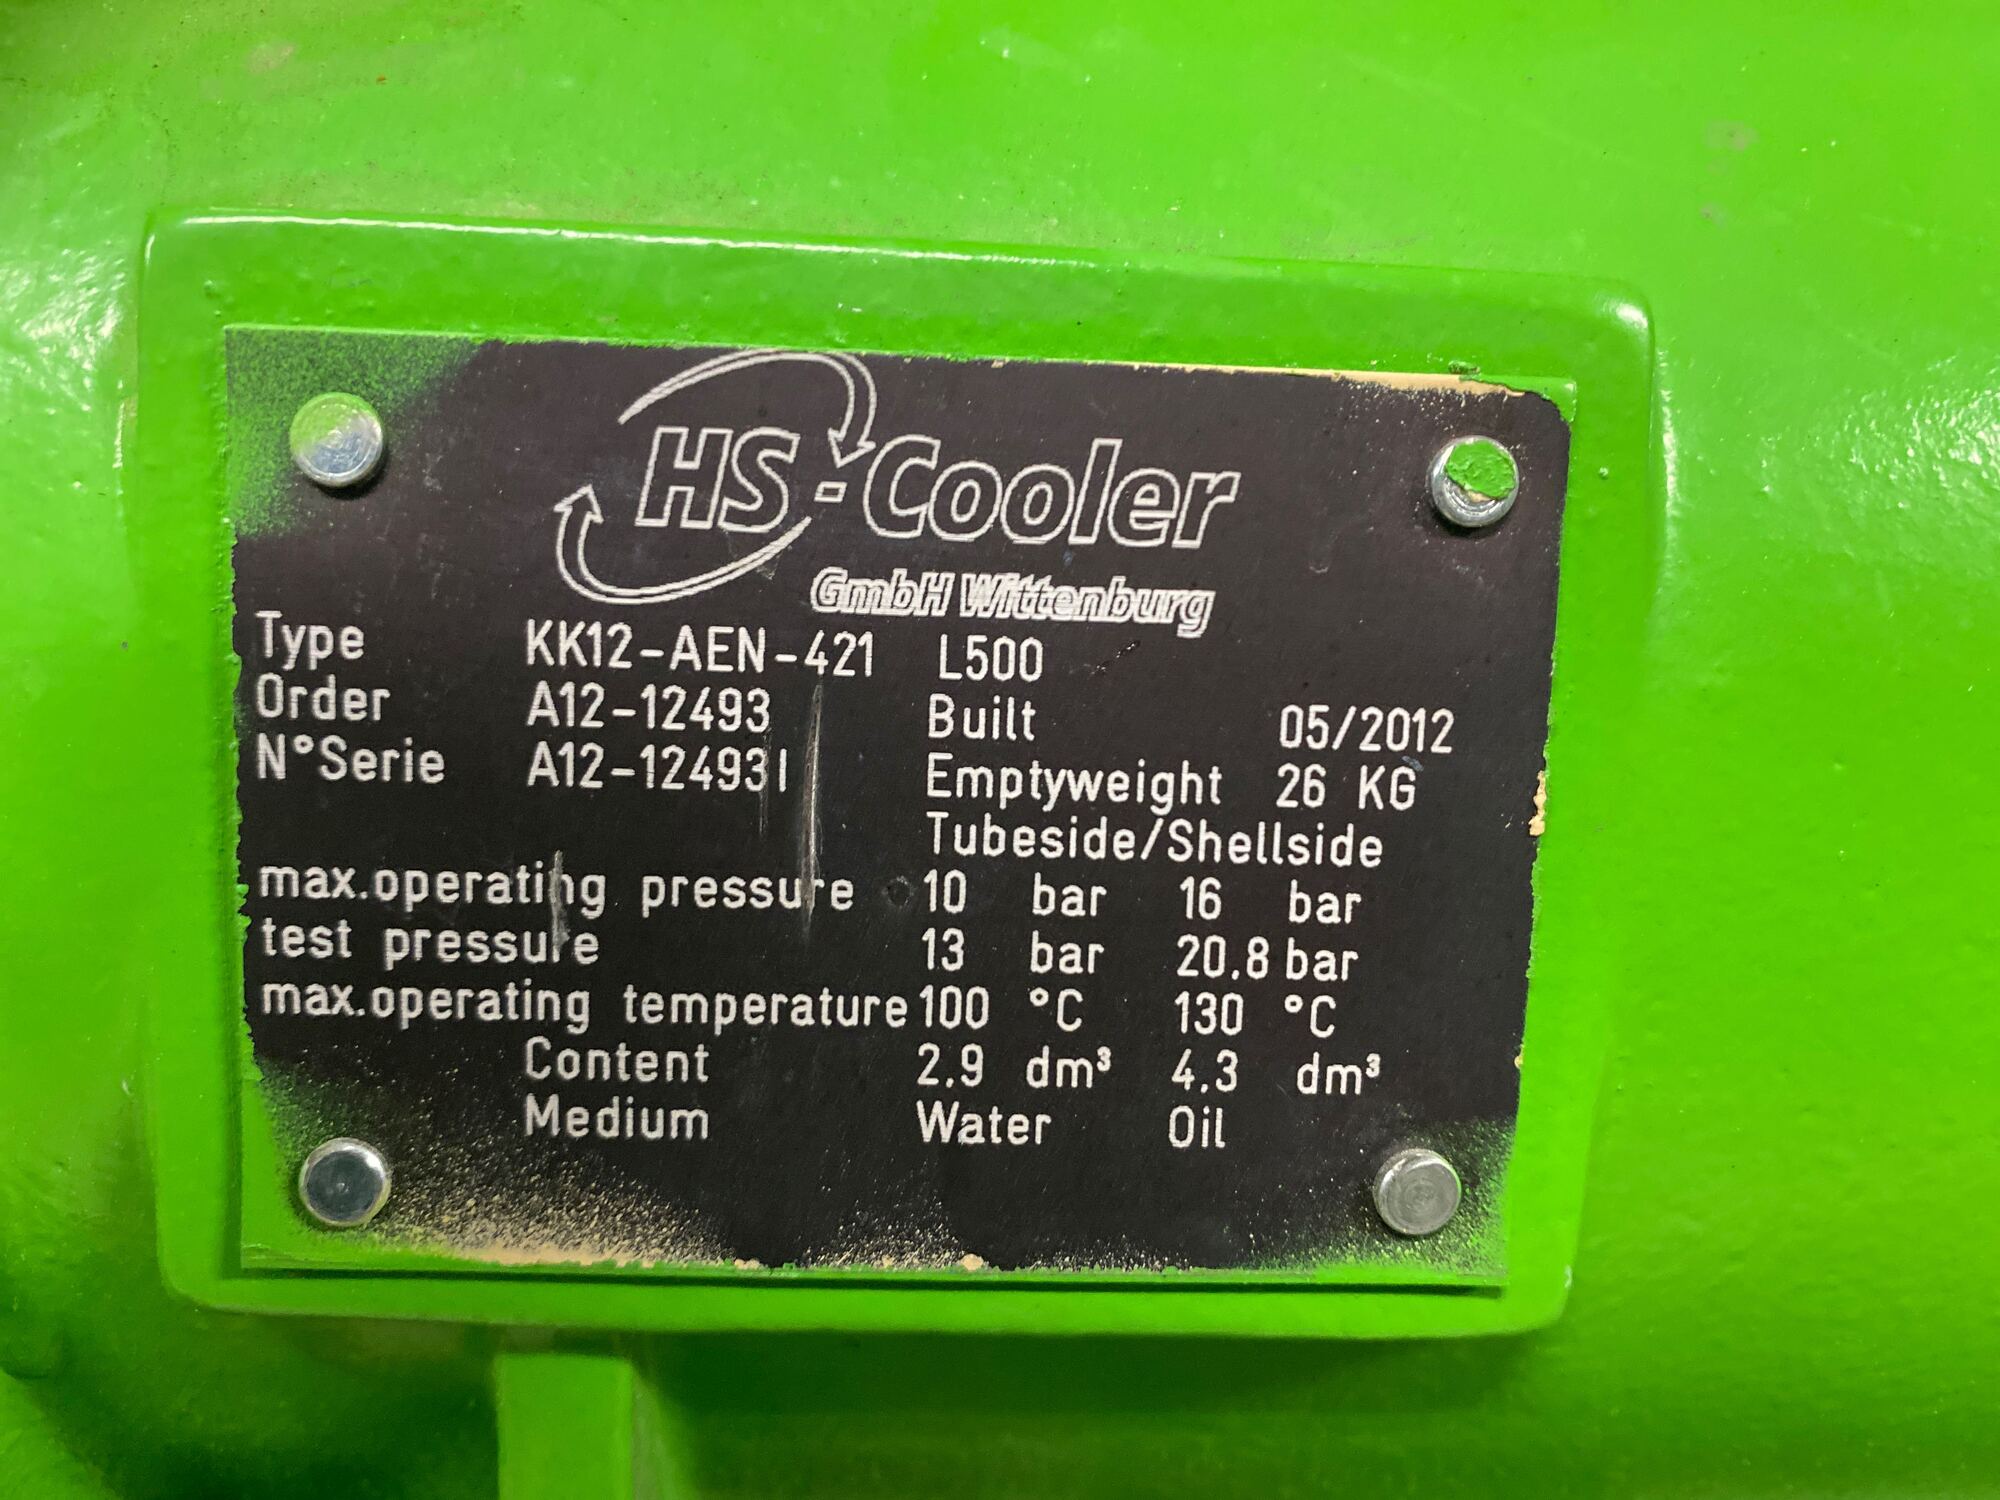 HS-Cooler
GmbH Wittenburg
Type KK12-AEN-421 L500
Order A12-12493 Built 05/2012
N°Serie A12-12493I Emptyweight 26 KG
Tubeside/Shellside
max.operating pressure 10 bar 16 bar
test pressure 13 bar 20.8 bar
max.operating temperature 100 °C 130 °C
Content 2.9 dm³ 4.3 dm³
Medium Water Oil